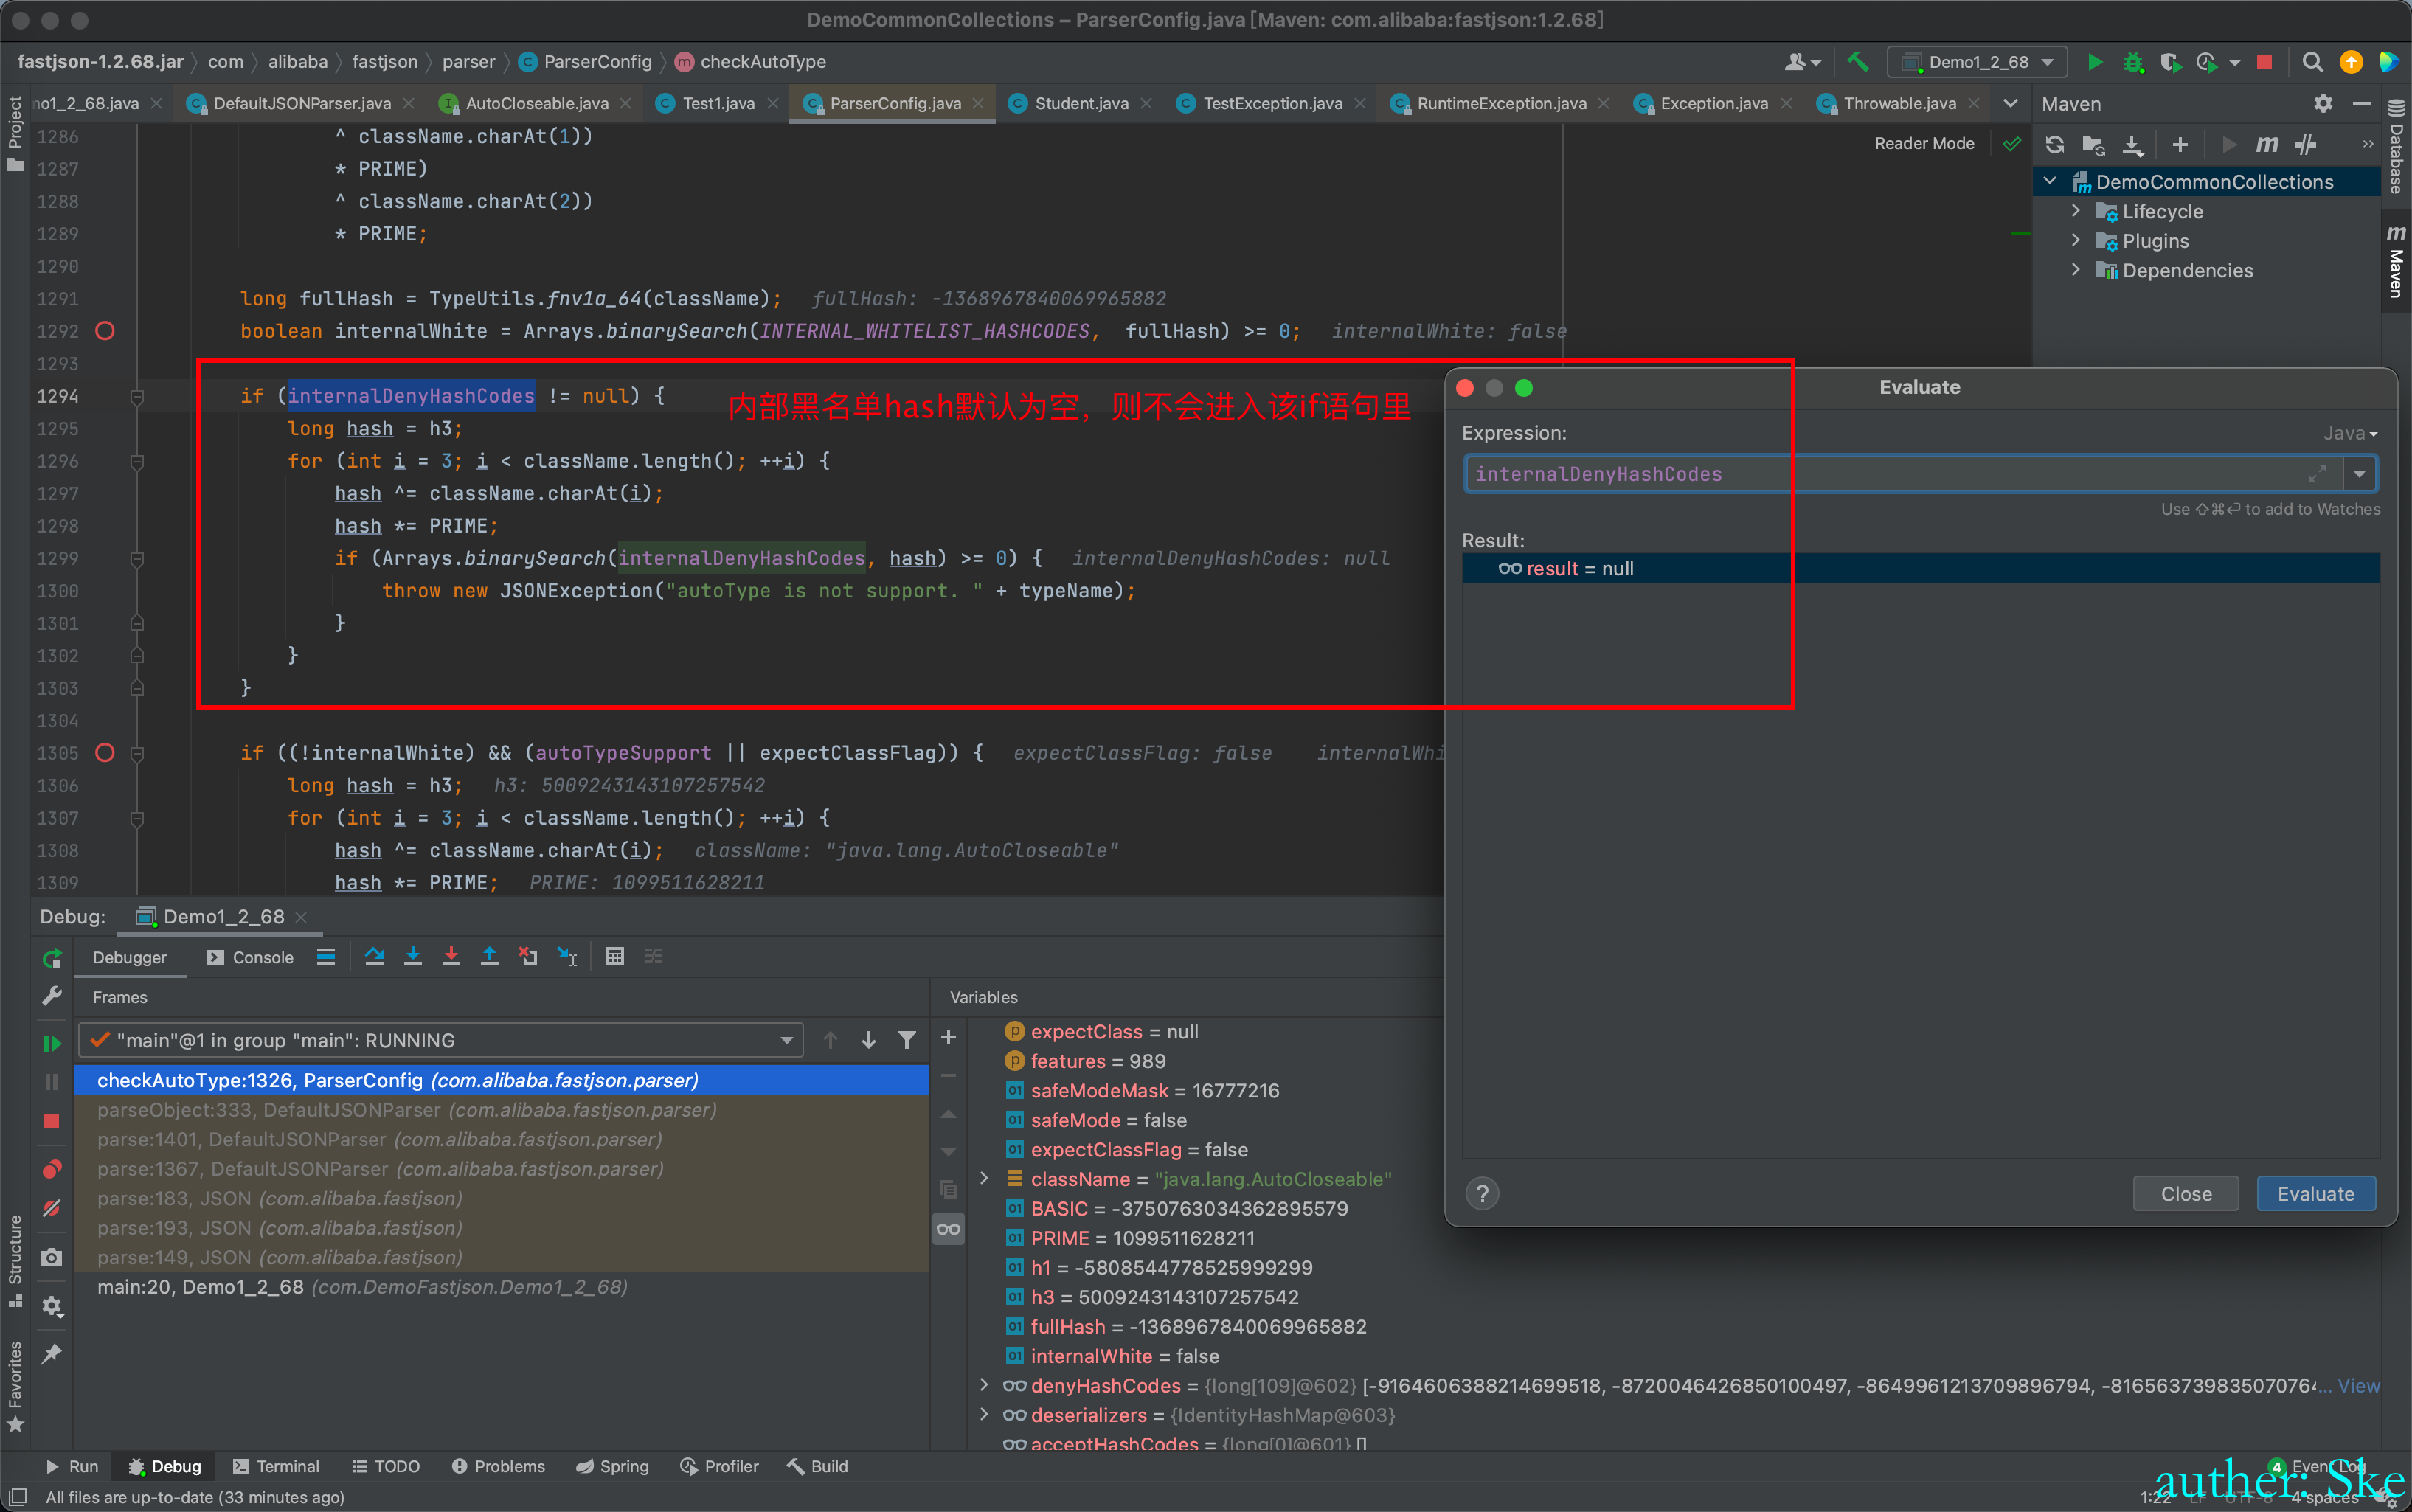 DemoCommonCollections – ParserConfig.java [Maven: com.alibaba:fastjson:1.2.68]
fastjson-1.2.68.jar com alibaba fastjson parser ParserConfig checkAutoType
Demo1_2_68
no1_2_68.java DefaultJSONParser.java AutoCloseable.java Test1.java ParserConfig.java Student.java TestException.java RuntimeException.java Exception.java Throwable.java
Maven
Reader Mode
DemoCommonCollections
Lifecycle
Plugins
Dependencies
Project
Database
Maven
1286 ^ className.charAt(1))
1287 * PRIME)
1288 ^ className.charAt(2))
1289 * PRIME;
1290
1291 long fullHash = TypeUtils.fnv1a_64(className); fullHash: -1368967840069965882
1292 boolean internalWhite = Arrays.binarySearch(INTERNAL_WHITELIST_HASHCODES, fullHash) >= 0; internalWhite: false
1293
1294 if (internalDenyHashCodes != null) {
内部黑名单hash默认为空，则不会进入该if语句里
1295 long hash = h3;
1296 for (int i = 3; i < className.length(); ++i) {
1297 hash ^= className.charAt(i);
1298 hash *= PRIME;
1299 if (Arrays.binarySearch(internalDenyHashCodes, hash) >= 0) { internalDenyHashCodes: null
1300 throw new JSONException("autoType is not support. " + typeName);
1301 }
1302 }
1303 }
1304
1305 if ((!internalWhite) && (autoTypeSupport || expectClassFlag)) { expectClassFlag: false internalWhi
1306 long hash = h3; h3: 5009243143107257542
1307 for (int i = 3; i < className.length(); ++i) {
1308 hash ^= className.charAt(i); className: "java.lang.AutoCloseable"
1309 hash *= PRIME; PRIME: 1099511628211
Evaluate
Expression:
Java
internalDenyHashCodes
Use ⇧⌘⏎ to add to Watches
Result:
result = null
?
Close
Evaluate
Debug: Demo1_2_68
Debugger Console
Frames
"main"@1 in group "main": RUNNING
checkAutoType:1326, ParserConfig (com.alibaba.fastjson.parser)
parseObject:333, DefaultJSONParser (com.alibaba.fastjson.parser)
parse:1401, DefaultJSONParser (com.alibaba.fastjson.parser)
parse:1367, DefaultJSONParser (com.alibaba.fastjson.parser)
parse:183, JSON (com.alibaba.fastjson)
parse:193, JSON (com.alibaba.fastjson)
parse:149, JSON (com.alibaba.fastjson)
main:20, Demo1_2_68 (com.DemoFastjson.Demo1_2_68)
Variables
expectClass = null
features = 989
safeModeMask = 16777216
safeMode = false
expectClassFlag = false
className = "java.lang.AutoCloseable"
BASIC = -3750763034362895579
PRIME = 1099511628211
h1 = -5808544778525999299
h3 = 5009243143107257542
fullHash = -1368967840069965882
internalWhite = false
denyHashCodes = {long[109]@602} [-9164606388214699518, -8720046426850100497, -8649961213709896794, -816563739835070764... View
deserializers = {IdentityHashMap@603}
acceptHashCodes = {long[0]@601} []
Structure
Favorites
Run Debug Terminal TODO Problems Spring Profiler Build
4 Event Log
All files are up-to-date (33 minutes ago)
1:22 LF UTF-8 4 spaces
auther: Ske